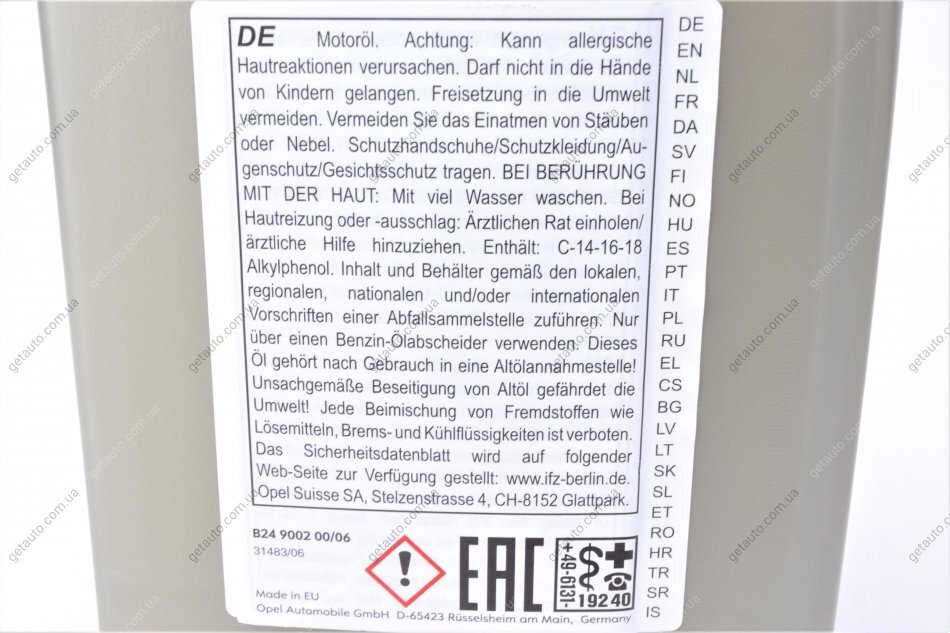 DE Motoröl. Achtung: Kann allergische
Hautreaktionen verursachen. Darf nicht in die Hände
von Kindern gelangen. Freisetzung in die Umwelt
vermeiden. Vermeiden Sie das Einatmen von Stäuben
oder Nebel. Schutzhandschuhe/Schutzkleidung/Au-
genschutz/Gesichtsschutz tragen. BEI BERÜHRUNG
MIT DER HAUT: Mit viel Wasser waschen. Bei
Hautreizung oder -ausschlag: Ärztlichen Rat einholen/
ärztliche Hilfe hinzuziehen. Enthält: C-14-16-18
Alkylphenol. Inhalt und Behälter gemäß den lokalen,
regionalen, nationalen und/oder internationalen
Vorschriften einer Abfallsammelstelle zuführen. Nur
über einen Benzin-Ölabscheider verwenden. Dieses
Öl gehört nach Gebrauch in eine Altölannahmestelle!
Unsachgemäße Beseitigung von Altöl gefährdet die
Umwelt! Jede Beimischung von Fremdstoffen wie
Lösemitteln, Brems- und Kühlflüssigkeiten ist verboten.
Das Sicherheitsdatenblatt wird auf folgender
Web-Seite zur Verfügung gestellt: www.ifz-berlin.de.
Opel Suisse SA, Stelzenstrasse 4, CH-8152 Glattpark.
DE
EN
NL
FR
DA
SV
FI
NO
HU
ES
PT
IT
PL
RU
EL
CS
BG
LV
LT
SK
SL
ET
RO
HR
TR
SR
IS
B24 9002 00/06
31483/06
Made in EU
Opel Automobile GmbH D-65423 Rüsselsheim am Main, Germany
EAC
+49-6131-
19240
getauto.com.ua